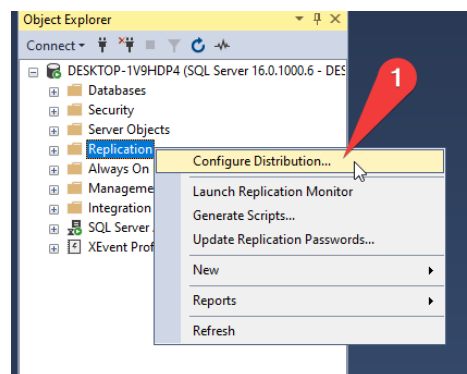 Object Explorer
Connect
DESKTOP-1V9HDP4 (SQL Server 16.0.1000.6 - DES
Databases
Security
Server Objects
Replication
Always On
Manageme
Integration
SQL Server
XEvent Prof
1
Configure Distribution...
Launch Replication Monitor
Generate Scripts...
Update Replication Passwords...
New
Reports
Refresh